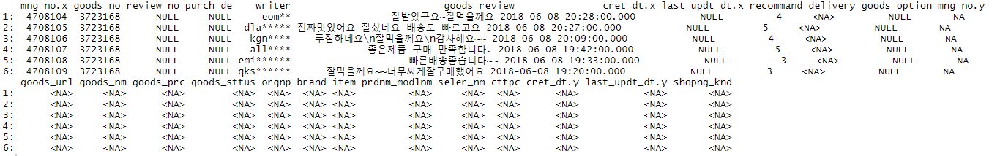 mng_no.x goods_no review_no purch_de writer goods_review cret_dt.x last_updt_dt.x recommand delivery goods_option mng_no.y
1: 4708104 3723168 NULL NULL eom** 잘받았구요~잘먹을께요 2018-06-08 20:28:00.000 NULL 4 <NA> NULL NA
2: 4708105 3723168 NULL NULL dla***** 진짜맛있어요 잘샀네요 배송도 빠르고요 2018-06-08 20:27:00.000 NULL 5 <NA> NULL NA
3: 4708106 3723168 NULL NULL kgn**** 푸짐하네요\n잘먹을께요\n감사해요~~ 2018-06-08 20:09:00.000 NULL 4 <NA> NULL NA
4: 4708107 3723168 NULL NULL all**** 좋은제품 구매 만족합니다. 2018-06-08 19:42:00.000 NULL 5 <NA> NULL NA
5: 4708108 3723168 NULL NULL emi****** 빠른배송좋습니다~~ 2018-06-08 19:33:00.000 NULL 3 <NA> NULL NA
6: 4708109 3723168 NULL NULL qks****** 잘먹을께요~~너무싸게잘구매했어요 2018-06-08 19:20:00.000 NULL 3 <NA> NULL NA
goods_url goods_nm goods_prc goods_sttus orgnp brand item prdnm_modlnm seler_nm cttpc cret_dt.y last_updt_dt.y shopng_knd
1: <NA> <NA> <NA> <NA> <NA> <NA> <NA> <NA> <NA> <NA> <NA> <NA> <NA>
2: <NA> <NA> <NA> <NA> <NA> <NA> <NA> <NA> <NA> <NA> <NA> <NA> <NA>
3: <NA> <NA> <NA> <NA> <NA> <NA> <NA> <NA> <NA> <NA> <NA> <NA> <NA>
4: <NA> <NA> <NA> <NA> <NA> <NA> <NA> <NA> <NA> <NA> <NA> <NA> <NA>
5: <NA> <NA> <NA> <NA> <NA> <NA> <NA> <NA> <NA> <NA> <NA> <NA> <NA>
6: <NA> <NA> <NA> <NA> <NA> <NA> <NA> <NA> <NA> <NA> <NA> <NA> <NA>